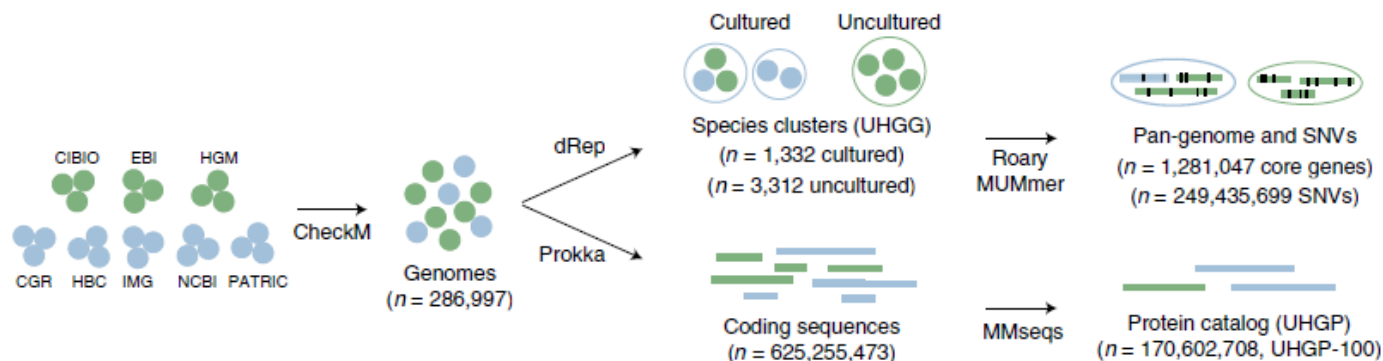 CIBIO EBI HGM
CGR HBC IMG NCBI PATRIC
CheckM
Genomes
(n = 286,997)
dRep
Prokka
Cultured Uncultured
Species clusters (UHGG)
(n = 1,332 cultured)
(n = 3,312 uncultured)
Coding sequences
(n = 625,255,473)
Roary
MUMmer
MMseqs
Pan-genome and SNVs
(n = 1,281,047 core genes)
(n = 249,435,699 SNVs)
Protein catalog (UHGP)
(n = 170,602,708, UHGP-100)